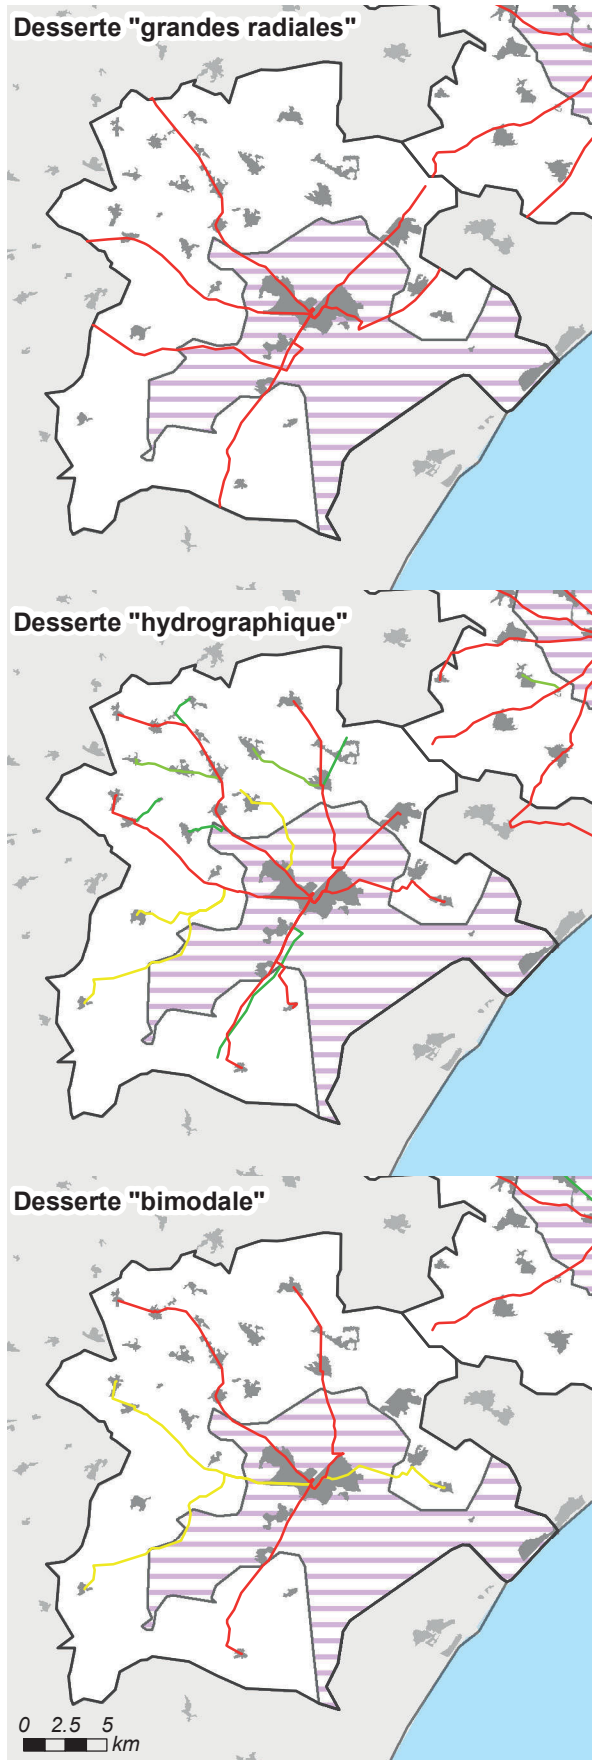 Desserte "grandes radiales"
Desserte "hydrographique"
Desserte "bimodale"
0 2.5 5
km